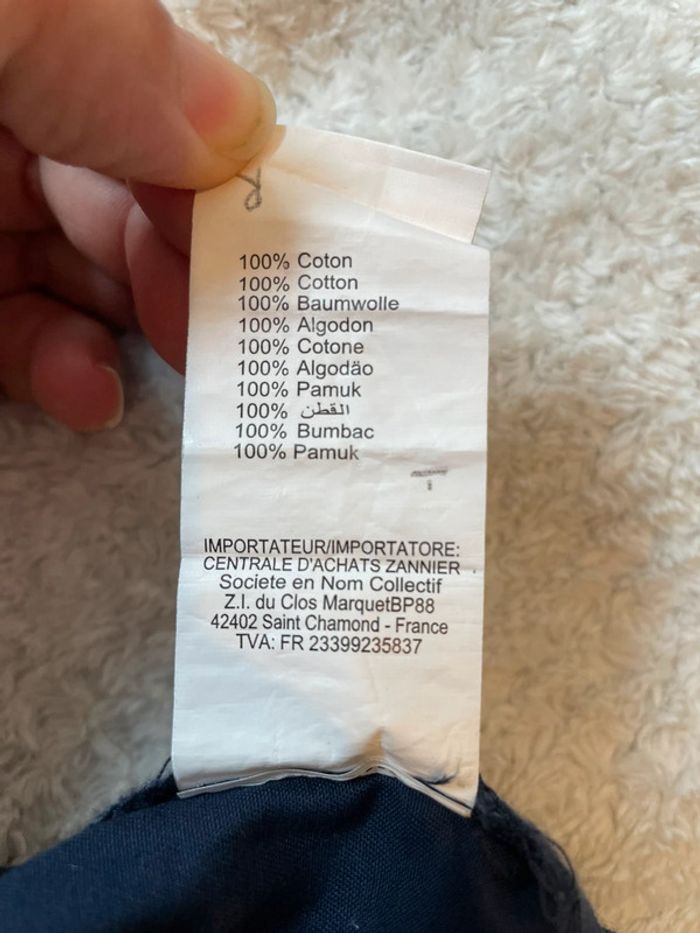 100% Coton
100% Cotton
100% Baumwolle
100% Algodon
100% Cotone
100% Algodão
100% Pamuk
100% القطن
100% Bumbac
100% Pamuk
IMPORTATEUR/IMPORTATORE:
CENTRALE D'ACHATS ZANNIER
Societe en Nom Collectif
Z.I. du Clos MarquetBP88
42402 Saint Chamond - France
TVA: FR 23399235837